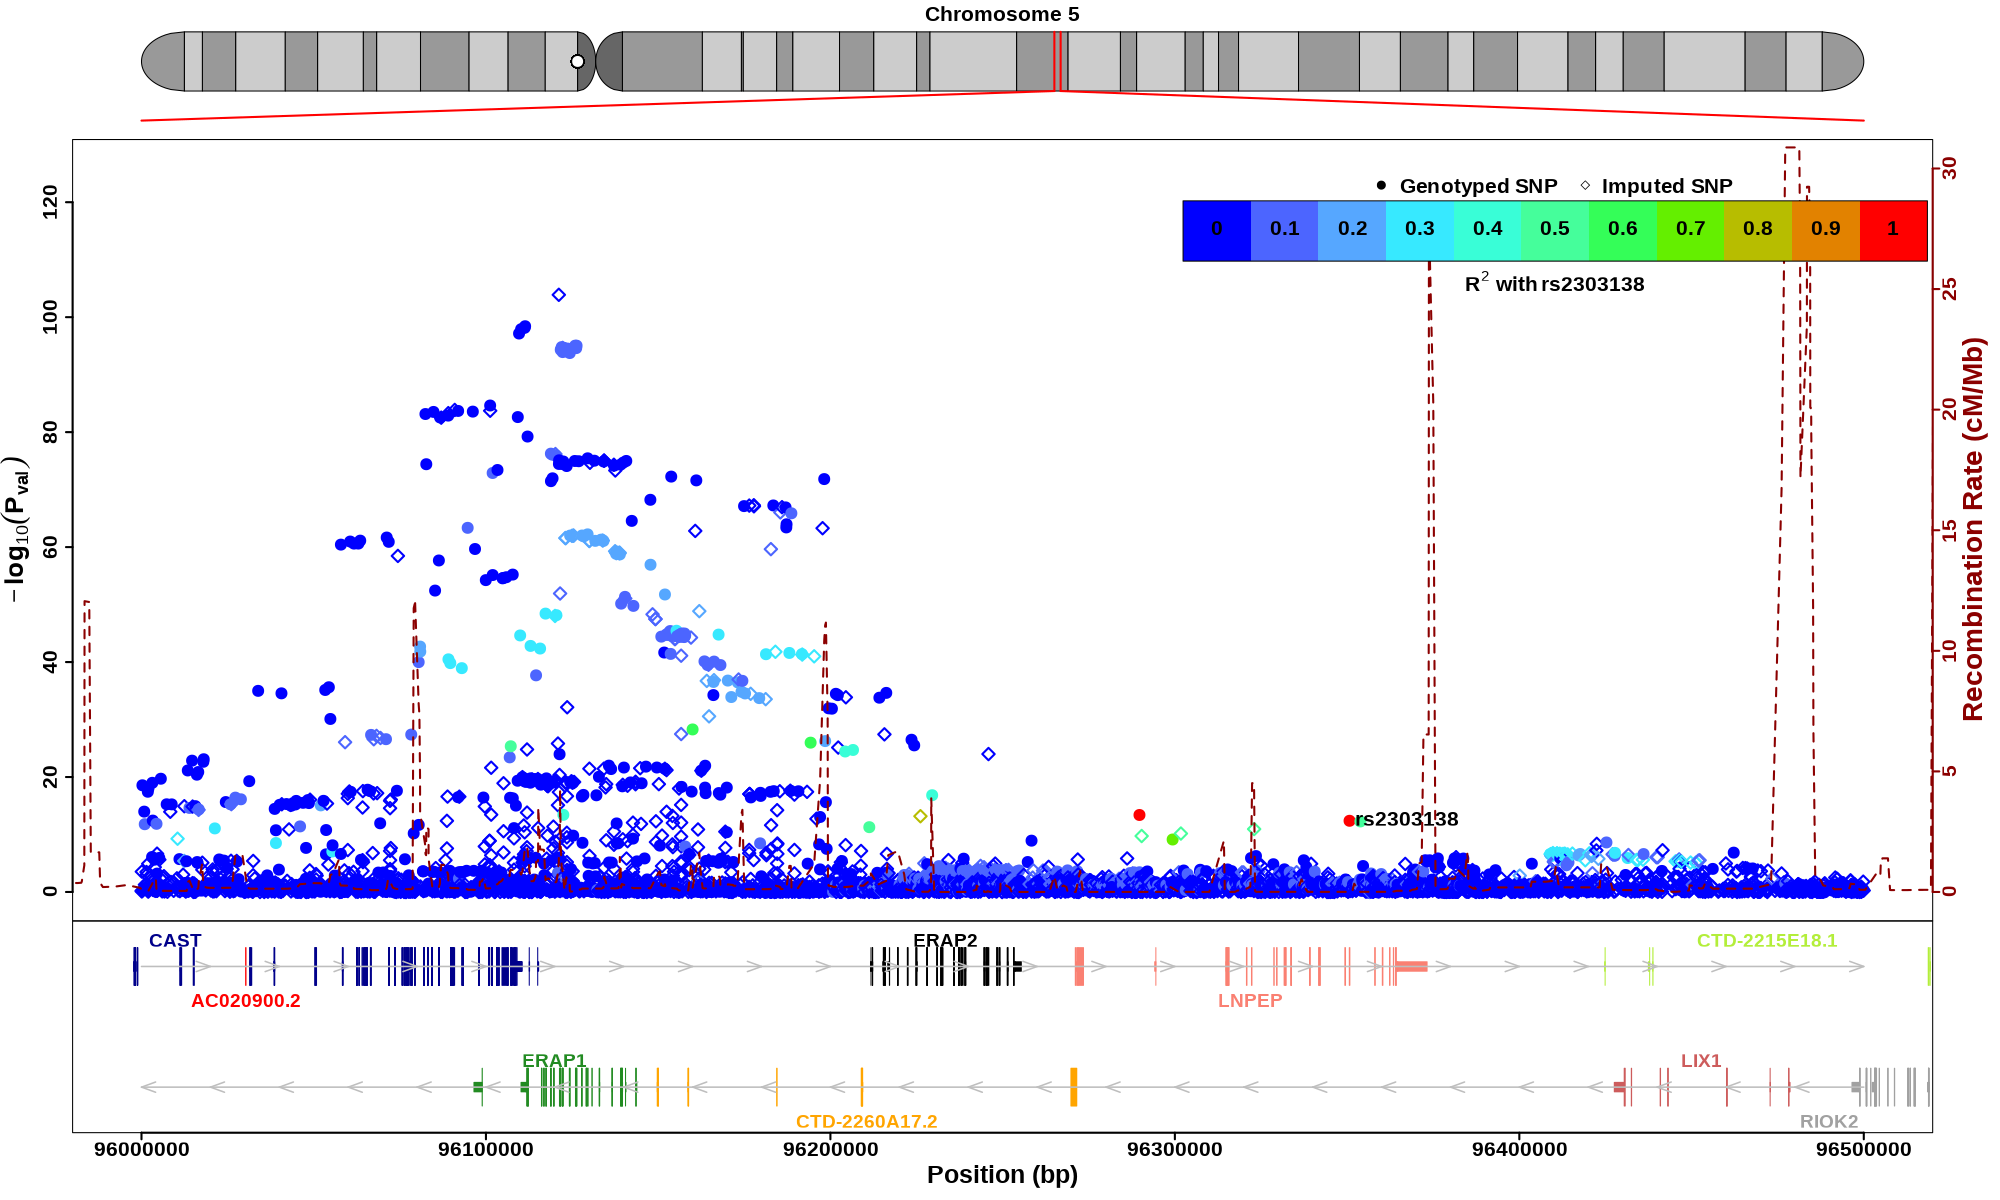 Chromosome 5
Genotyped SNP Imputed SNP
0 0.1 0.2 0.3 0.4 0.5 0.6 0.7 0.8 0.9 1
R2 with rs2303138
rs2303138
−log10(Pval)
0 20 40 60 80 100 120
Recombination Rate (cM/Mb)
0 5 10 15 20 25 30
CAST ERAP2 CTD-2215E18.1
AC020900.2 LNPEP
ERAP1 LIX1
CTD-2260A17.2 RIOK2
96000000 96100000 96200000 96300000 96400000 96500000
Position (bp)